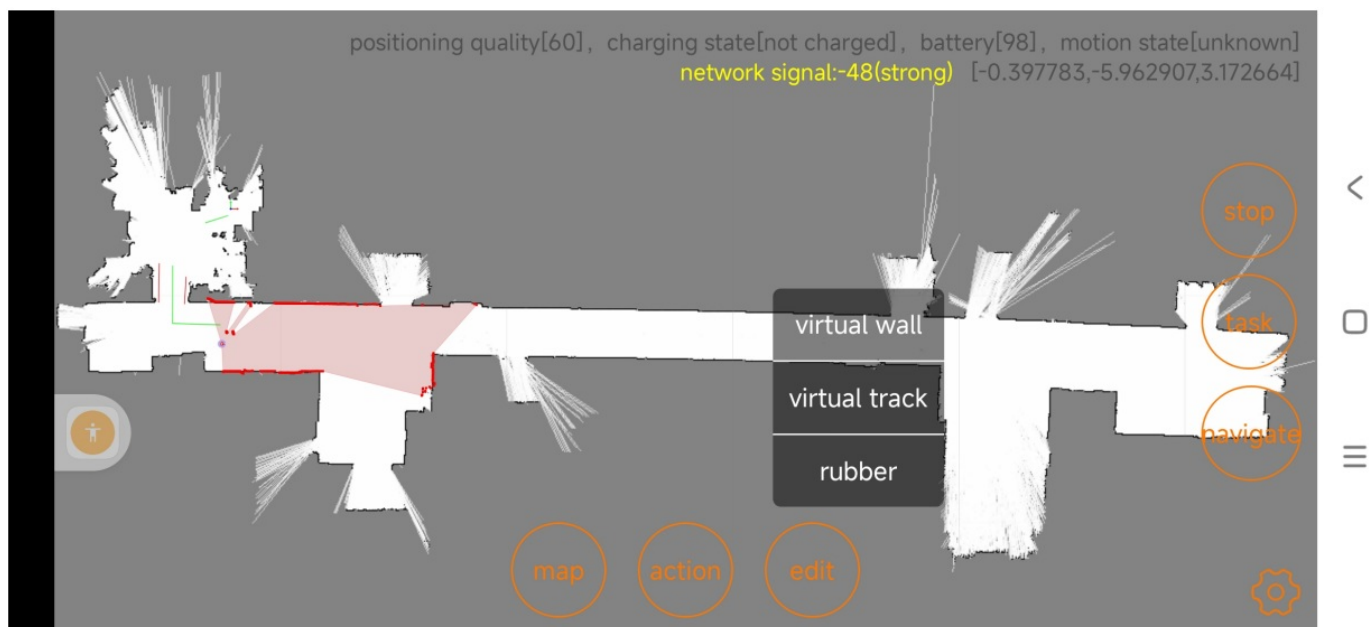 positioning quality[60], charging state[not charged], battery[98], motion state[unknown]
network signal:-48(strong) [-0.397783,-5.962907,3.172664]
stop
virtual wall
task
virtual track
navigate
rubber
map
action
edit